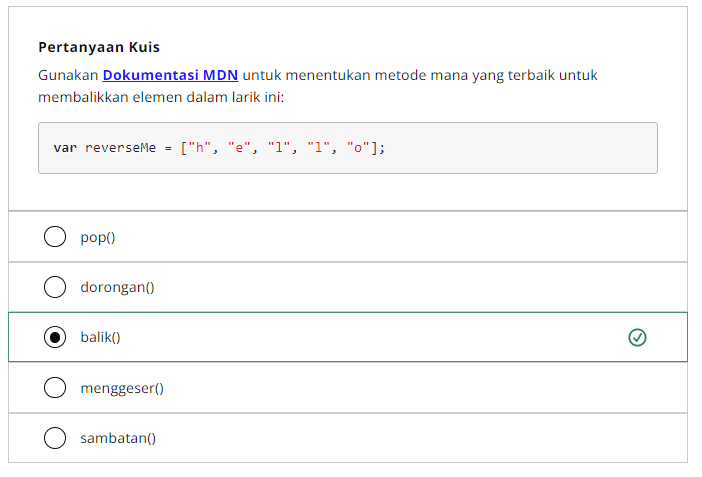 Pertanyaan Kuis
Gunakan Dokumentasi MDN untuk menentukan metode mana yang terbaik untuk
membalikkan elemen dalam larik ini:
var reverseMe = ["h", "e", "l", "l", "o"];
pop()
dorongan()
balik()
menggeser()
sambatan()